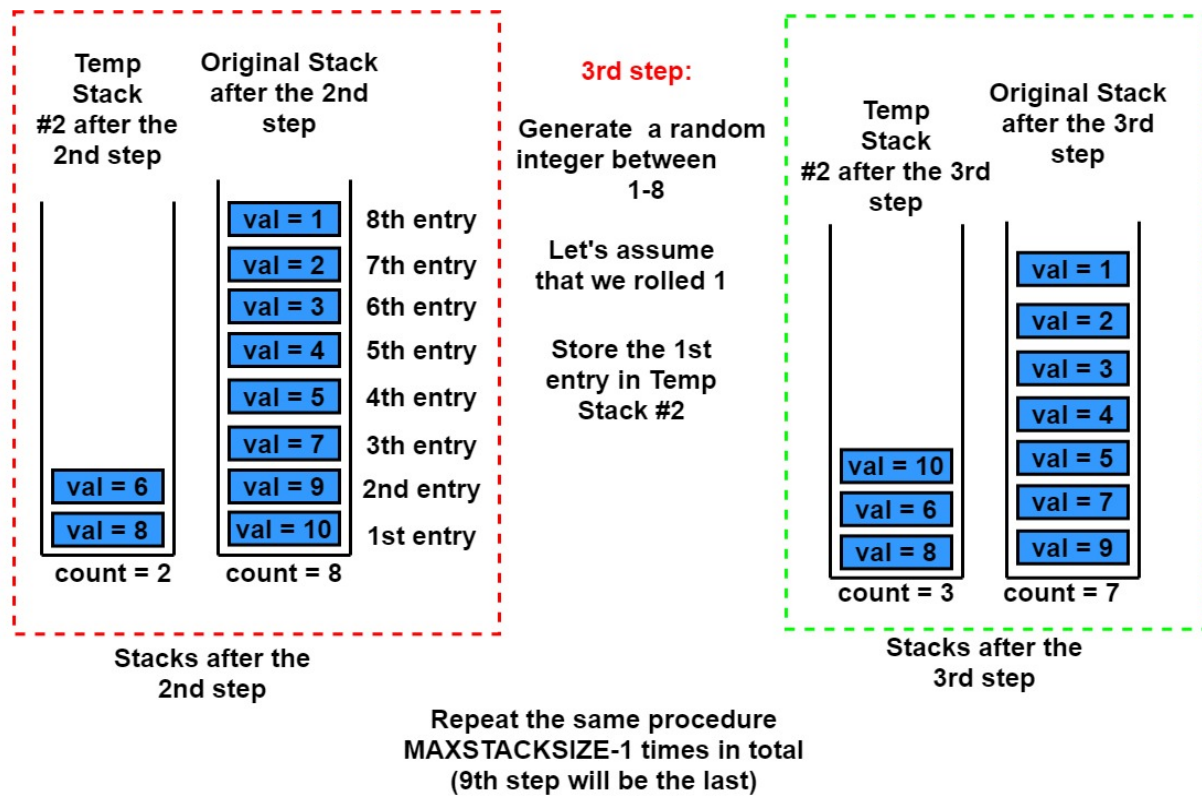 Temp
Stack
#2 after the
2nd step
Original Stack
after the 2nd
step
val = 1
8th entry
val = 2
7th entry
val = 3
6th entry
val = 4
5th entry
val = 5
4th entry
val = 7
3th entry
val = 6
val = 9
2nd entry
val = 8
val = 10
1st entry
count = 2
count = 8
Stacks after the
2nd step
3rd step:
Generate a random
integer between
1-8
Let's assume
that we rolled 1
Store the 1st
entry in Temp
Stack #2
Temp
Stack
#2 after the 3rd
step
Original Stack
after the 3rd
step
val = 1
val = 2
val = 3
val = 4
val = 10
val = 5
val = 6
val = 7
val = 8
val = 9
count = 3
count = 7
Stacks after the
3rd step
Repeat the same procedure
MAXSTACKSIZE-1 times in total
(9th step will be the last)